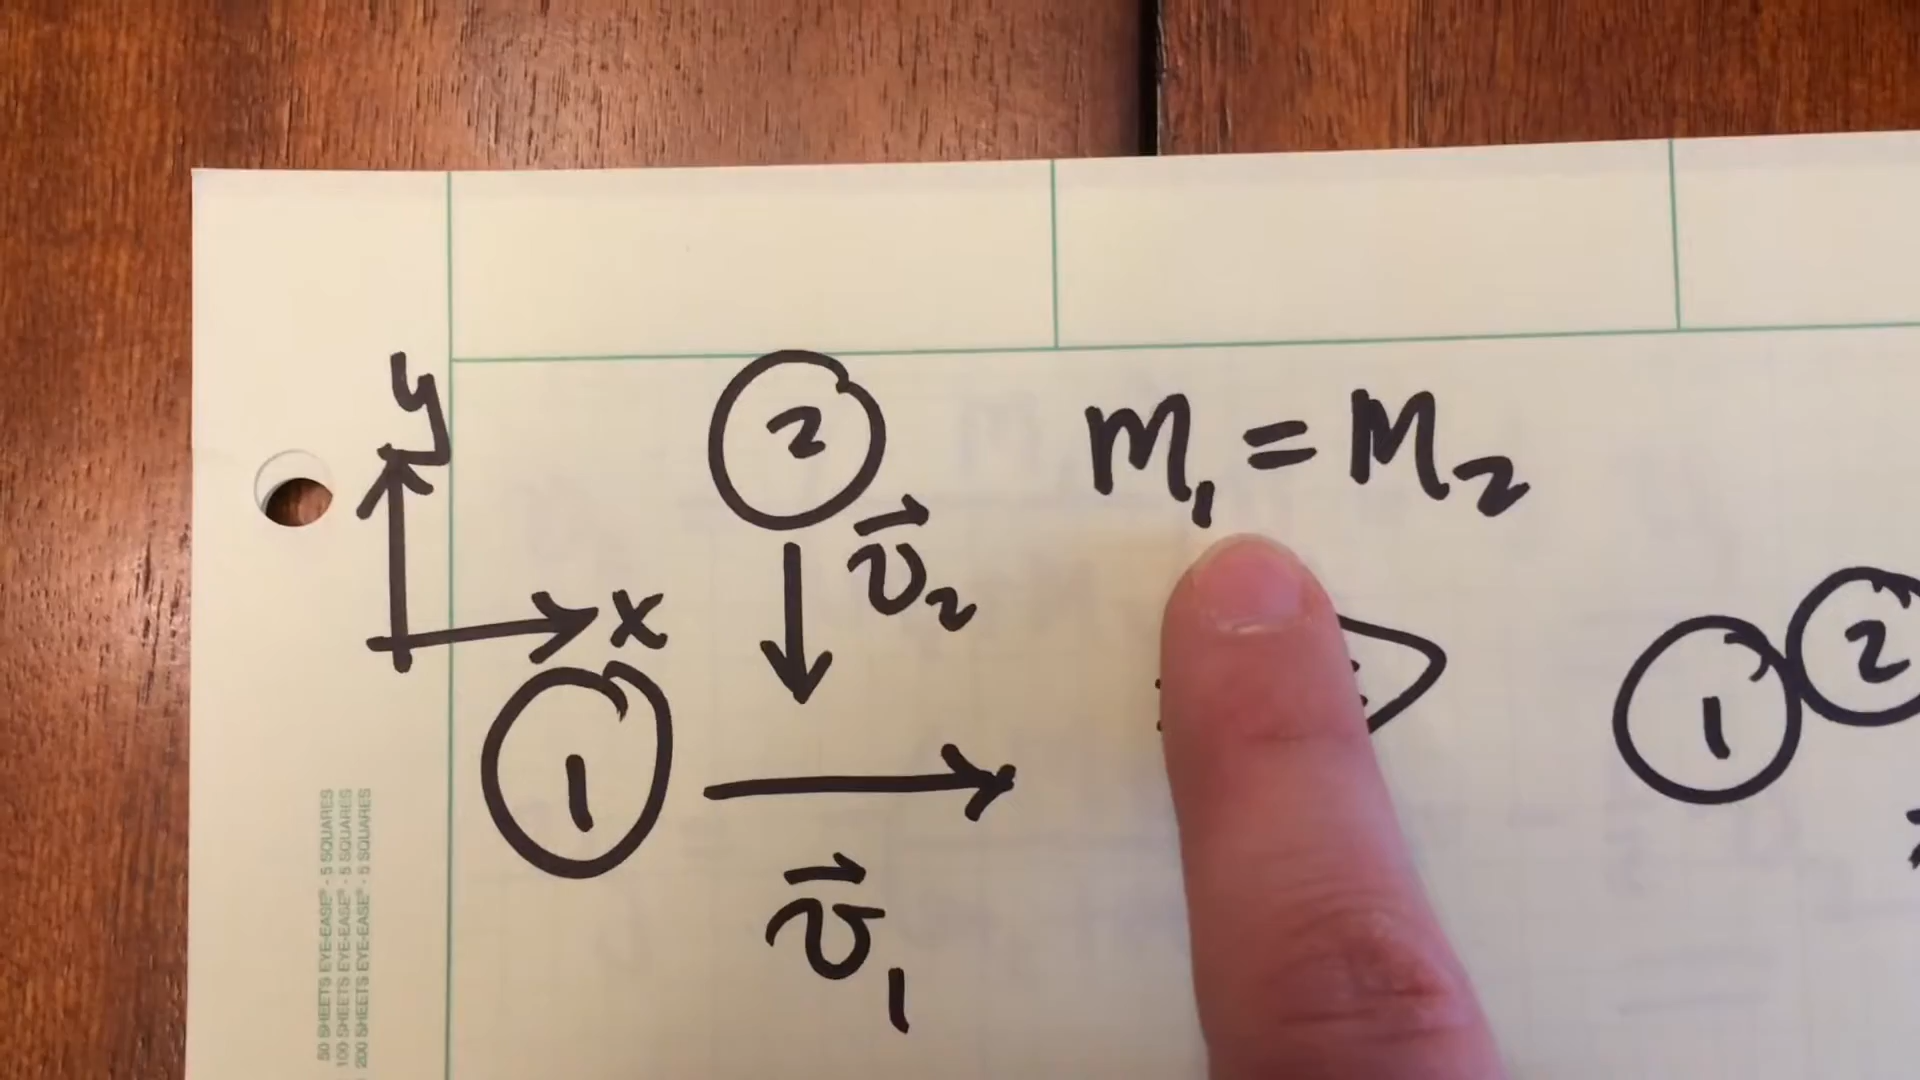 y
x
2
v⃗₂
1
v⃗₁
m₁ = m₂
1
2
50 SHEETS EYE-EASE® - 5 SQUARES
100 SHEETS EYE-EASE® - 5 SQUARES
200 SHEETS EYE-EASE® - 5 SQUARES